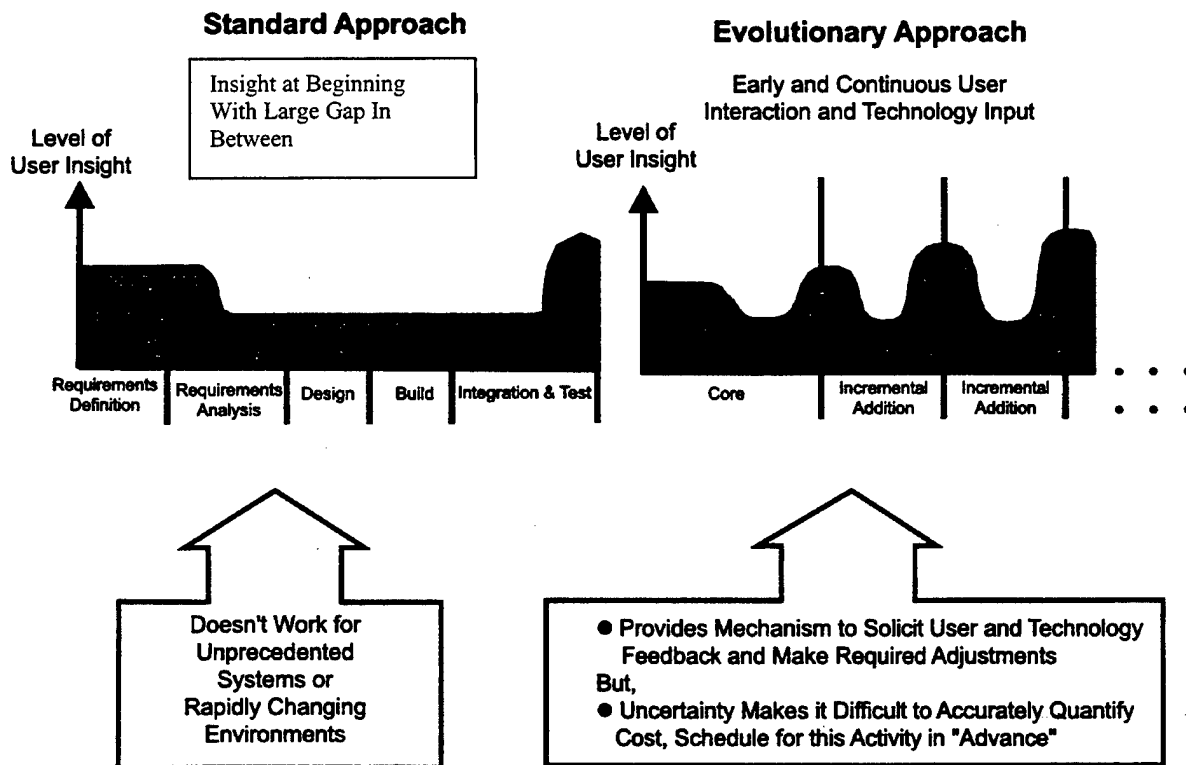 Standard Approach
Insight at Beginning
With Large Gap In
Between
Level of
User Insight
Requirements
Definition
Requirements
Analysis
Design
Build
Integration & Test
Doesn't Work for
Unprecedented
Systems or
Rapidly Changing
Environments
Evolutionary Approach
Early and Continuous User
Interaction and Technology Input
Level of
User Insight
Core
Incremental
Addition
Incremental
Addition
● Provides Mechanism to Solicit User and Technology
Feedback and Make Required Adjustments
But,
● Uncertainty Makes it Difficult to Accurately Quantify
Cost, Schedule for this Activity in "Advance"